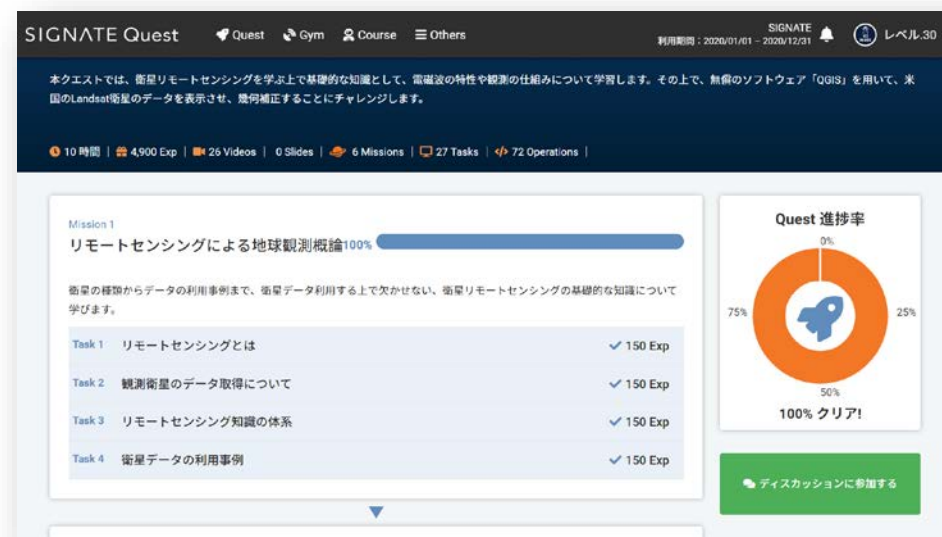 SIGNATE Quest
Quest
Gym
Course
Others
SIGNATE
利用期間：2020/01/01 – 2020/12/31
レベル.30
本クエストでは、衛星リモートセンシングを学ぶ上で基礎的な知識として、電磁波の特性や観測の仕組みについて学習します。その上で、無償のソフトウェア「QGIS」を用いて、米
国のLandsat衛星のデータを表示させ、幾何補正することにチャレンジします。
10 時間 | 4,900 Exp | 26 Videos | 0 Slides | 6 Missions | 27 Tasks | 72 Operations |
Mission 1
リモートセンシングによる地球観測概論100%
衛星の種類からデータの利用事例まで、衛星データ利用する上で欠かせない、衛星リモートセンシングの基礎的な知識について
学びます。
Task 1 リモートセンシングとは 150 Exp
Task 2 観測衛星のデータ取得について 150 Exp
Task 3 リモートセンシング知識の体系 150 Exp
Task 4 衛星データの利用事例 150 Exp
Quest 進捗率
0%
75%
25%
50%
100% クリア!
ディスカッションに参加する